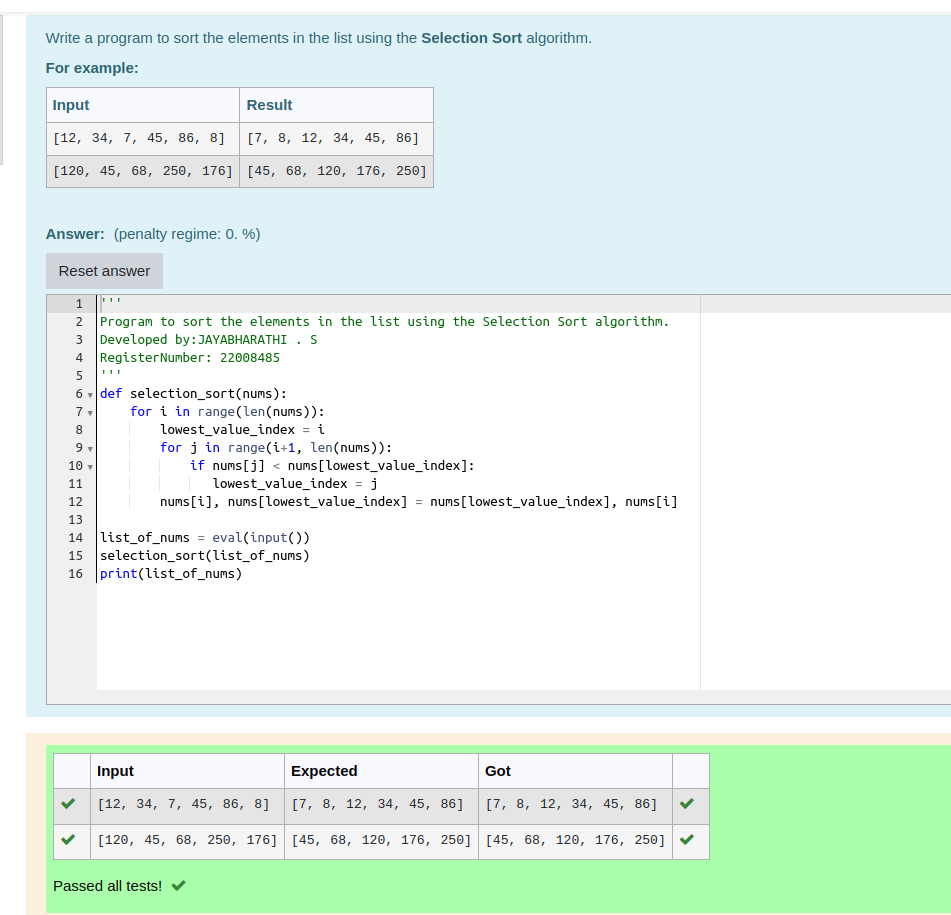 Write a program to sort the elements in the list using the Selection Sort algorithm.
For example:
Input Result
[12, 34, 7, 45, 86, 8] [7, 8, 12, 34, 45, 86]
[120, 45, 68, 250, 176] [45, 68, 120, 176, 250]
Answer: (penalty regime: 0. %)
Reset answer
1 '''
2 Program to sort the elements in the list using the Selection Sort algorithm.
3 Developed by:JAYABHARATHI . S
4 RegisterNumber: 22008485
5 '''
6 def selection_sort(nums):
7     for i in range(len(nums)):
8         lowest_value_index = i
9         for j in range(i+1, len(nums)):
10             if nums[j] < nums[lowest_value_index]:
11                lowest_value_index = j
12         nums[i], nums[lowest_value_index] = nums[lowest_value_index], nums[i]
13
14 list_of_nums = eval(input())
15 selection_sort(list_of_nums)
16 print(list_of_nums)
Input Expected Got
[12, 34, 7, 45, 86, 8] [7, 8, 12, 34, 45, 86] [7, 8, 12, 34, 45, 86]
[120, 45, 68, 250, 176] [45, 68, 120, 176, 250] [45, 68, 120, 176, 250]
Passed all tests!